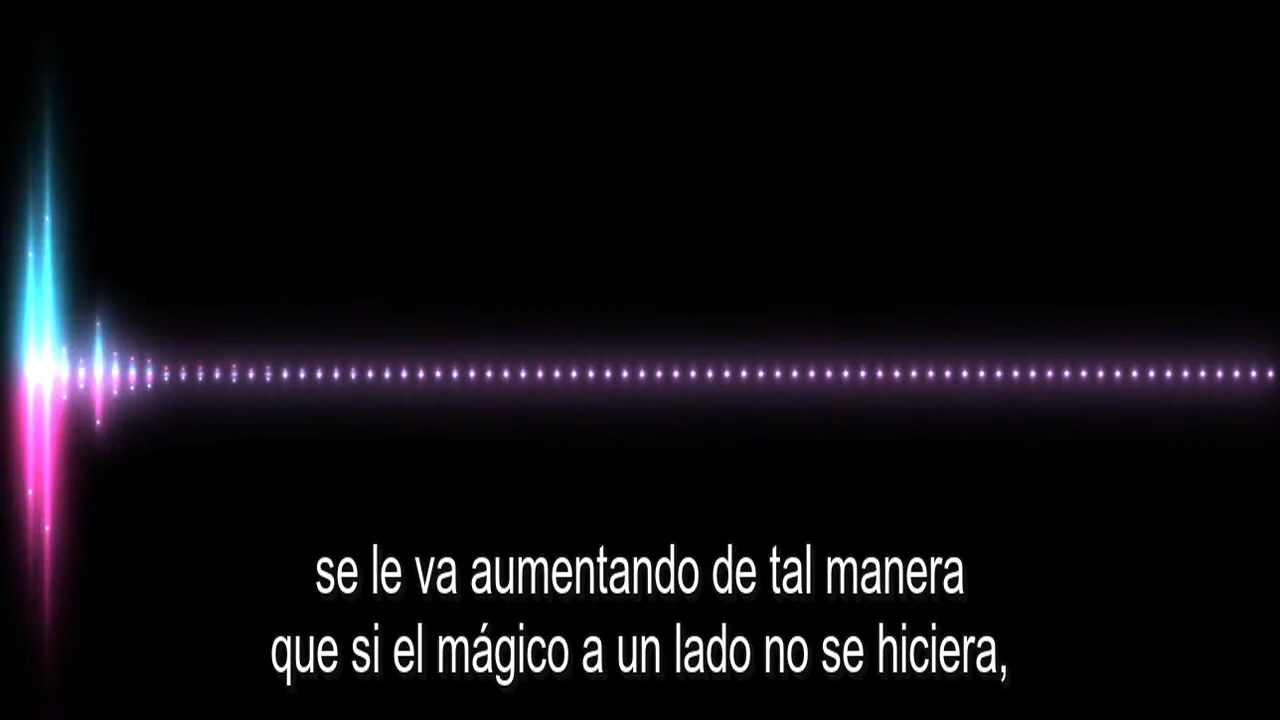 se le va aumentando de tal manera
que si el mágico a un lado no se hiciera,